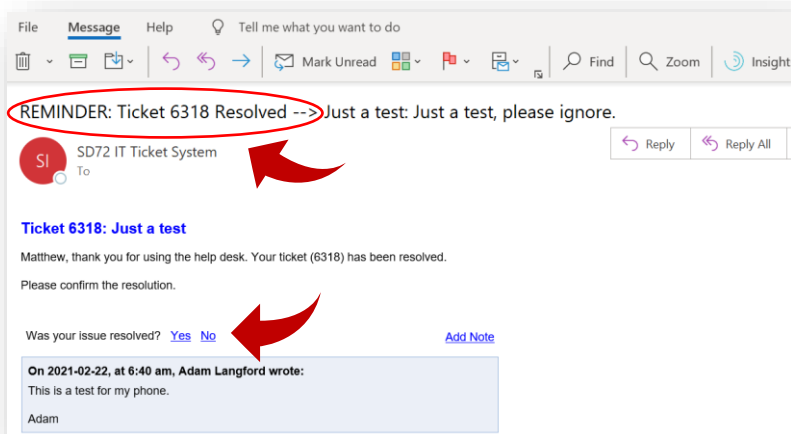 File Message Help Tell me what you want to do
Mark Unread Find Zoom Insight
REMINDER: Ticket 6318 Resolved --> Just a test: Just a test, please ignore.
SI SD72 IT Ticket System Reply Reply All
To
Ticket 6318: Just a test
Matthew, thank you for using the help desk. Your ticket (6318) has been resolved.
Please confirm the resolution.
Was your issue resolved? Yes No Add Note
On 2021-02-22, at 6:40 am, Adam Langford wrote:
This is a test for my phone.
Adam